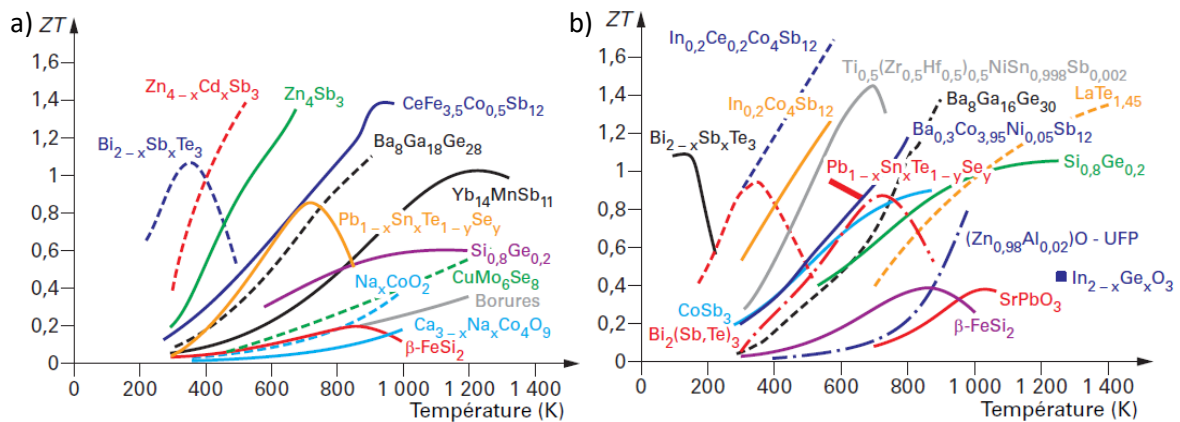 a)
ZT
1,6
1,4
1,2
1
0,8
0,6
0,4
0,2
0
0
200
400
600
800
1 000
1 200
1 400
Température (K)
Zn4 – xCdxSb3
Zn4Sb3
CeFe3,5Co0,5Sb12
Bi2 – xSbxTe3
Ba8Ga18Ge28
Yb14MnSb11
Pb1 – xSnxTe1 – ySey
Si0,8Ge0,2
CuMo6Se8
NaxCoO2
Borures
Ca3 – xNaxCo4O9
β-FeSi2
b)
ZT
1,6
1,4
1,2
1
0,8
0,6
0,4
0,2
0
0
200
400
600
800
1 000
1 200
1 400
Température (K)
In0,2Ce0,2Co4Sb12
Ti0,5(Zr0,5Hf0,5)0,5NiSn0,998Sb0,002
In0,2Co4Sb12
Ba8Ga16Ge30
LaTe1,45
Bi2 – xSbxTe3
Ba0,3Co3,95Ni0,05Sb12
Pb1 – xSnxTe1 – ySey
Si0,8Ge0,2
(Zn0,98Al0,02)O - UFP
In2 – xGexO3
CoSb3
SrPbO3
Bi2(Sb,Te)3
β-FeSi2